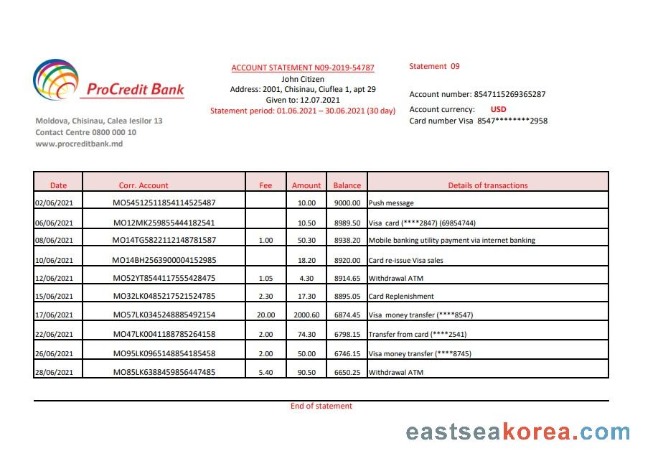 ProCredit Bank
Moldova, Chisinau, Calea Iesilor 13
Contact Centre 0800 000 10
www.procreditbank.md
ACCOUNT STATEMENT N09-2019-54787
John Citizen
Address: 2001, Chisinau, Ciuflea 1, apt 29
Given to: 12.07.2021
Statement period: 01.06.2021 – 30.06.2021 (30 day)
Statement 09
Account number: 8547115269365287
Account currency: USD
Card number Visa 8547********2958
Date Corr. Account Fee Amount Balance Details of transactions
02/06/2021 MO54512511854114525487 10.00 9000.00 Push message
06/06/2021 MO12MK259855444182541 10.50 8989.50 Visa card (****2847) (69854744)
08/06/2021 MO14TG5822112148781587 1.00 50.30 8938.20 Mobile banking utility payment via internet banking
10/06/2021 MO14BH2563900004152985 18.20 8920.00 Card re-issue Visa sales
12/06/2021 MO52YT8544117555428475 1.05 4.30 8914.65 Withdrawal ATM
15/06/2021 MO32LK0485217521524785 2.30 17.30 8895.05 Card Replenishment
17/06/2021 MO57LK0345248885492154 20.00 2000.60 6874.45 Visa money transfer (****8547)
22/06/2021 MO47LK0041188785264158 2.00 74.30 6798.15 Transfer from card (****2541)
26/06/2021 MO95LK0965148854185458 2.00 50.00 6746.15 Visa money transfer (****8745)
28/06/2021 MO85LK6388459856447485 5.40 90.50 6650.25 Withdrawal ATM
End of statement
eastseakorea.com